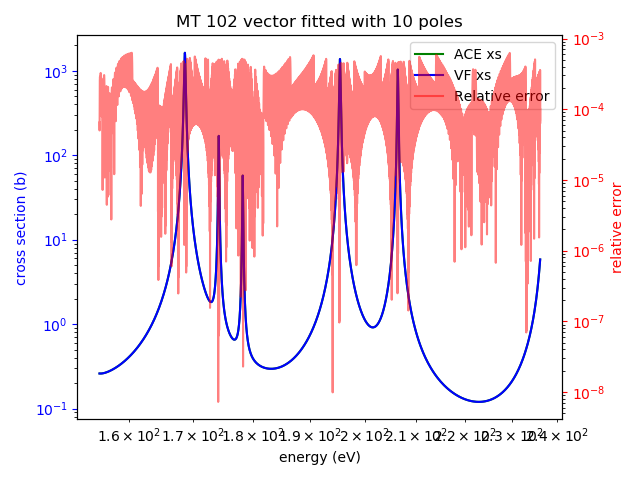 MT 102 vector fitted with 10 poles
ACE xs
VF xs
Relative error
cross section (b)
10³
10²
10¹
10⁰
10⁻¹
10⁻³
10⁻⁴
10⁻⁵
10⁻⁶
10⁻⁷
10⁻⁸
relative error
1.6 × 10² 1.7 × 10² 1.8 × 10² 1.9 × 10² 2 × 10² 2.1 × 10² 2.2 × 10² 2.3 × 10² 2.4 × 10²
energy (eV)